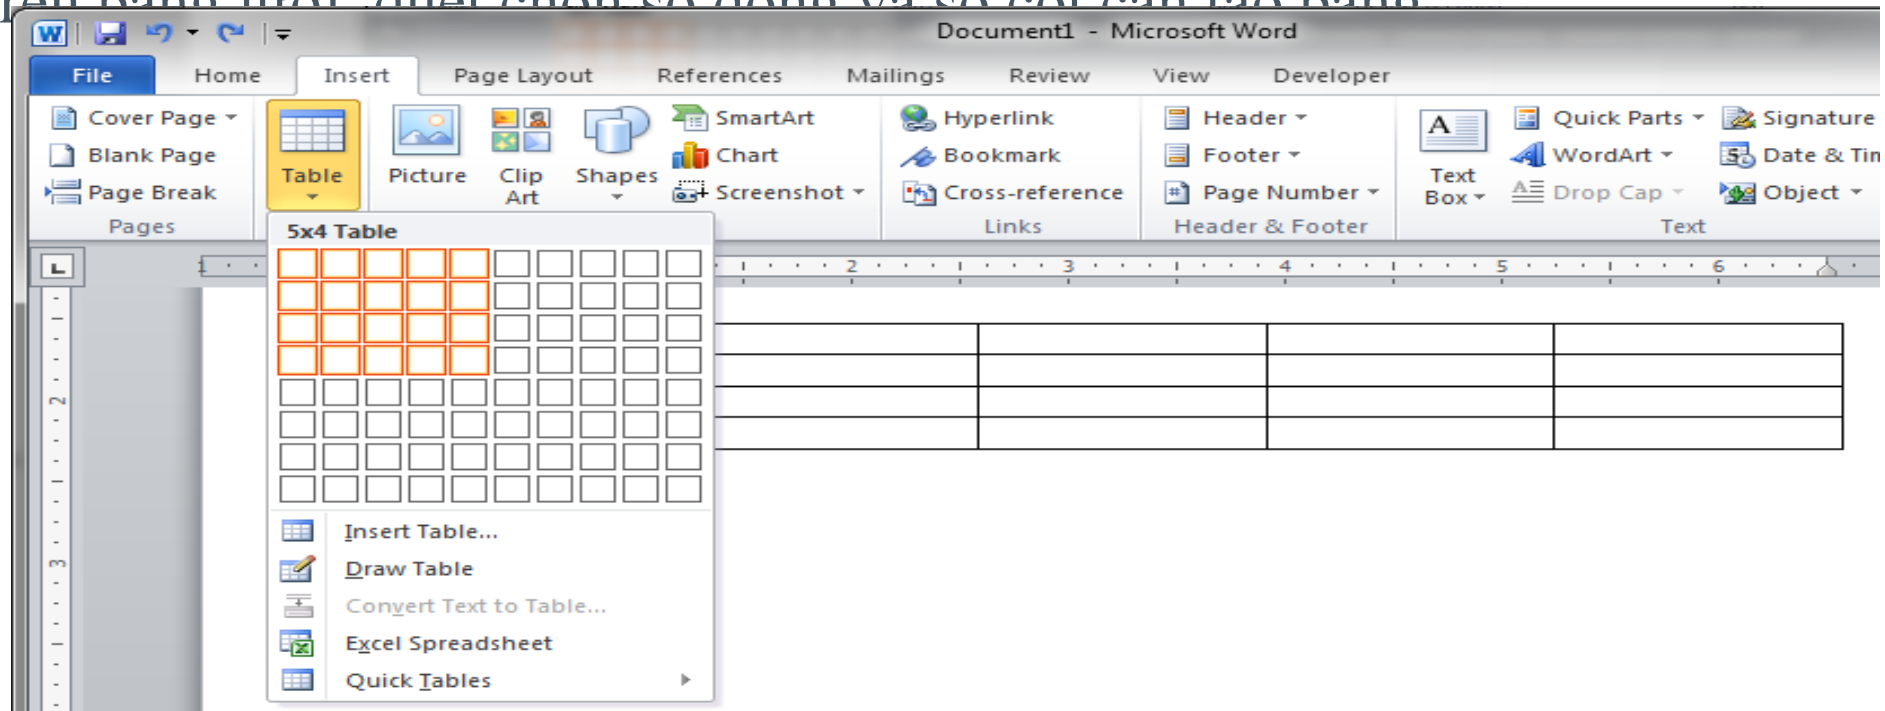 Document1 - Microsoft Word
File Home Insert Page Layout References Mailings Review View Developer
Cover Page
Blank Page
Page Break
Pages
Table
Picture
Clip Art
Shapes
SmartArt
Chart
Screenshot
Hyperlink
Bookmark
Cross-reference
Links
Header
Footer
Page Number
Header & Footer
A
Text Box
Quick Parts
WordArt
Drop Cap
Signature
Date &
Object
Text
5x4 Table
1 2 3 4 5 6
2
3
Insert Table...
Draw Table
Convert Text to Table...
Excel Spreadsheet
Quick Tables